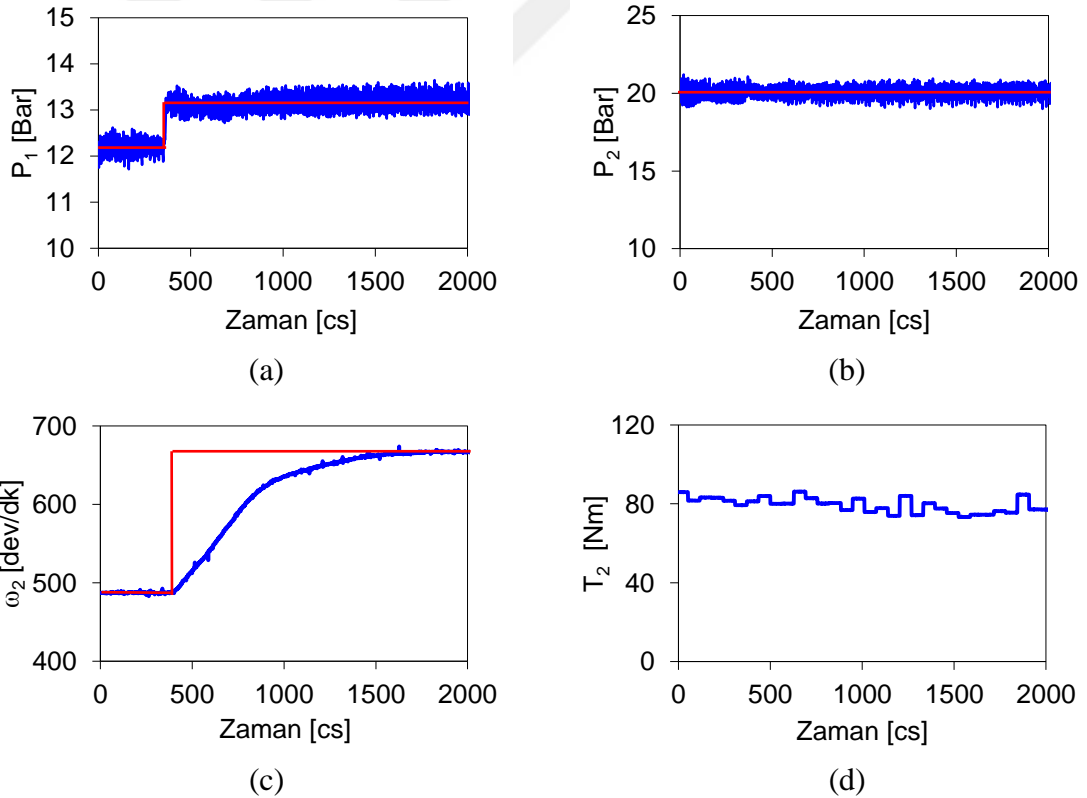 15
14
13
12
11
10
P1 [Bar]
0 500 1000 1500 2000
Zaman [cs]
(a)
25
20
15
10
P2 [Bar]
0 500 1000 1500 2000
Zaman [cs]
(b)
700
600
500
400
ω2 [dev/dk]
0 500 1000 1500 2000
Zaman [cs]
(c)
120
80
40
0
T2 [Nm]
0 500 1000 1500 2000
Zaman [cs]
(d)